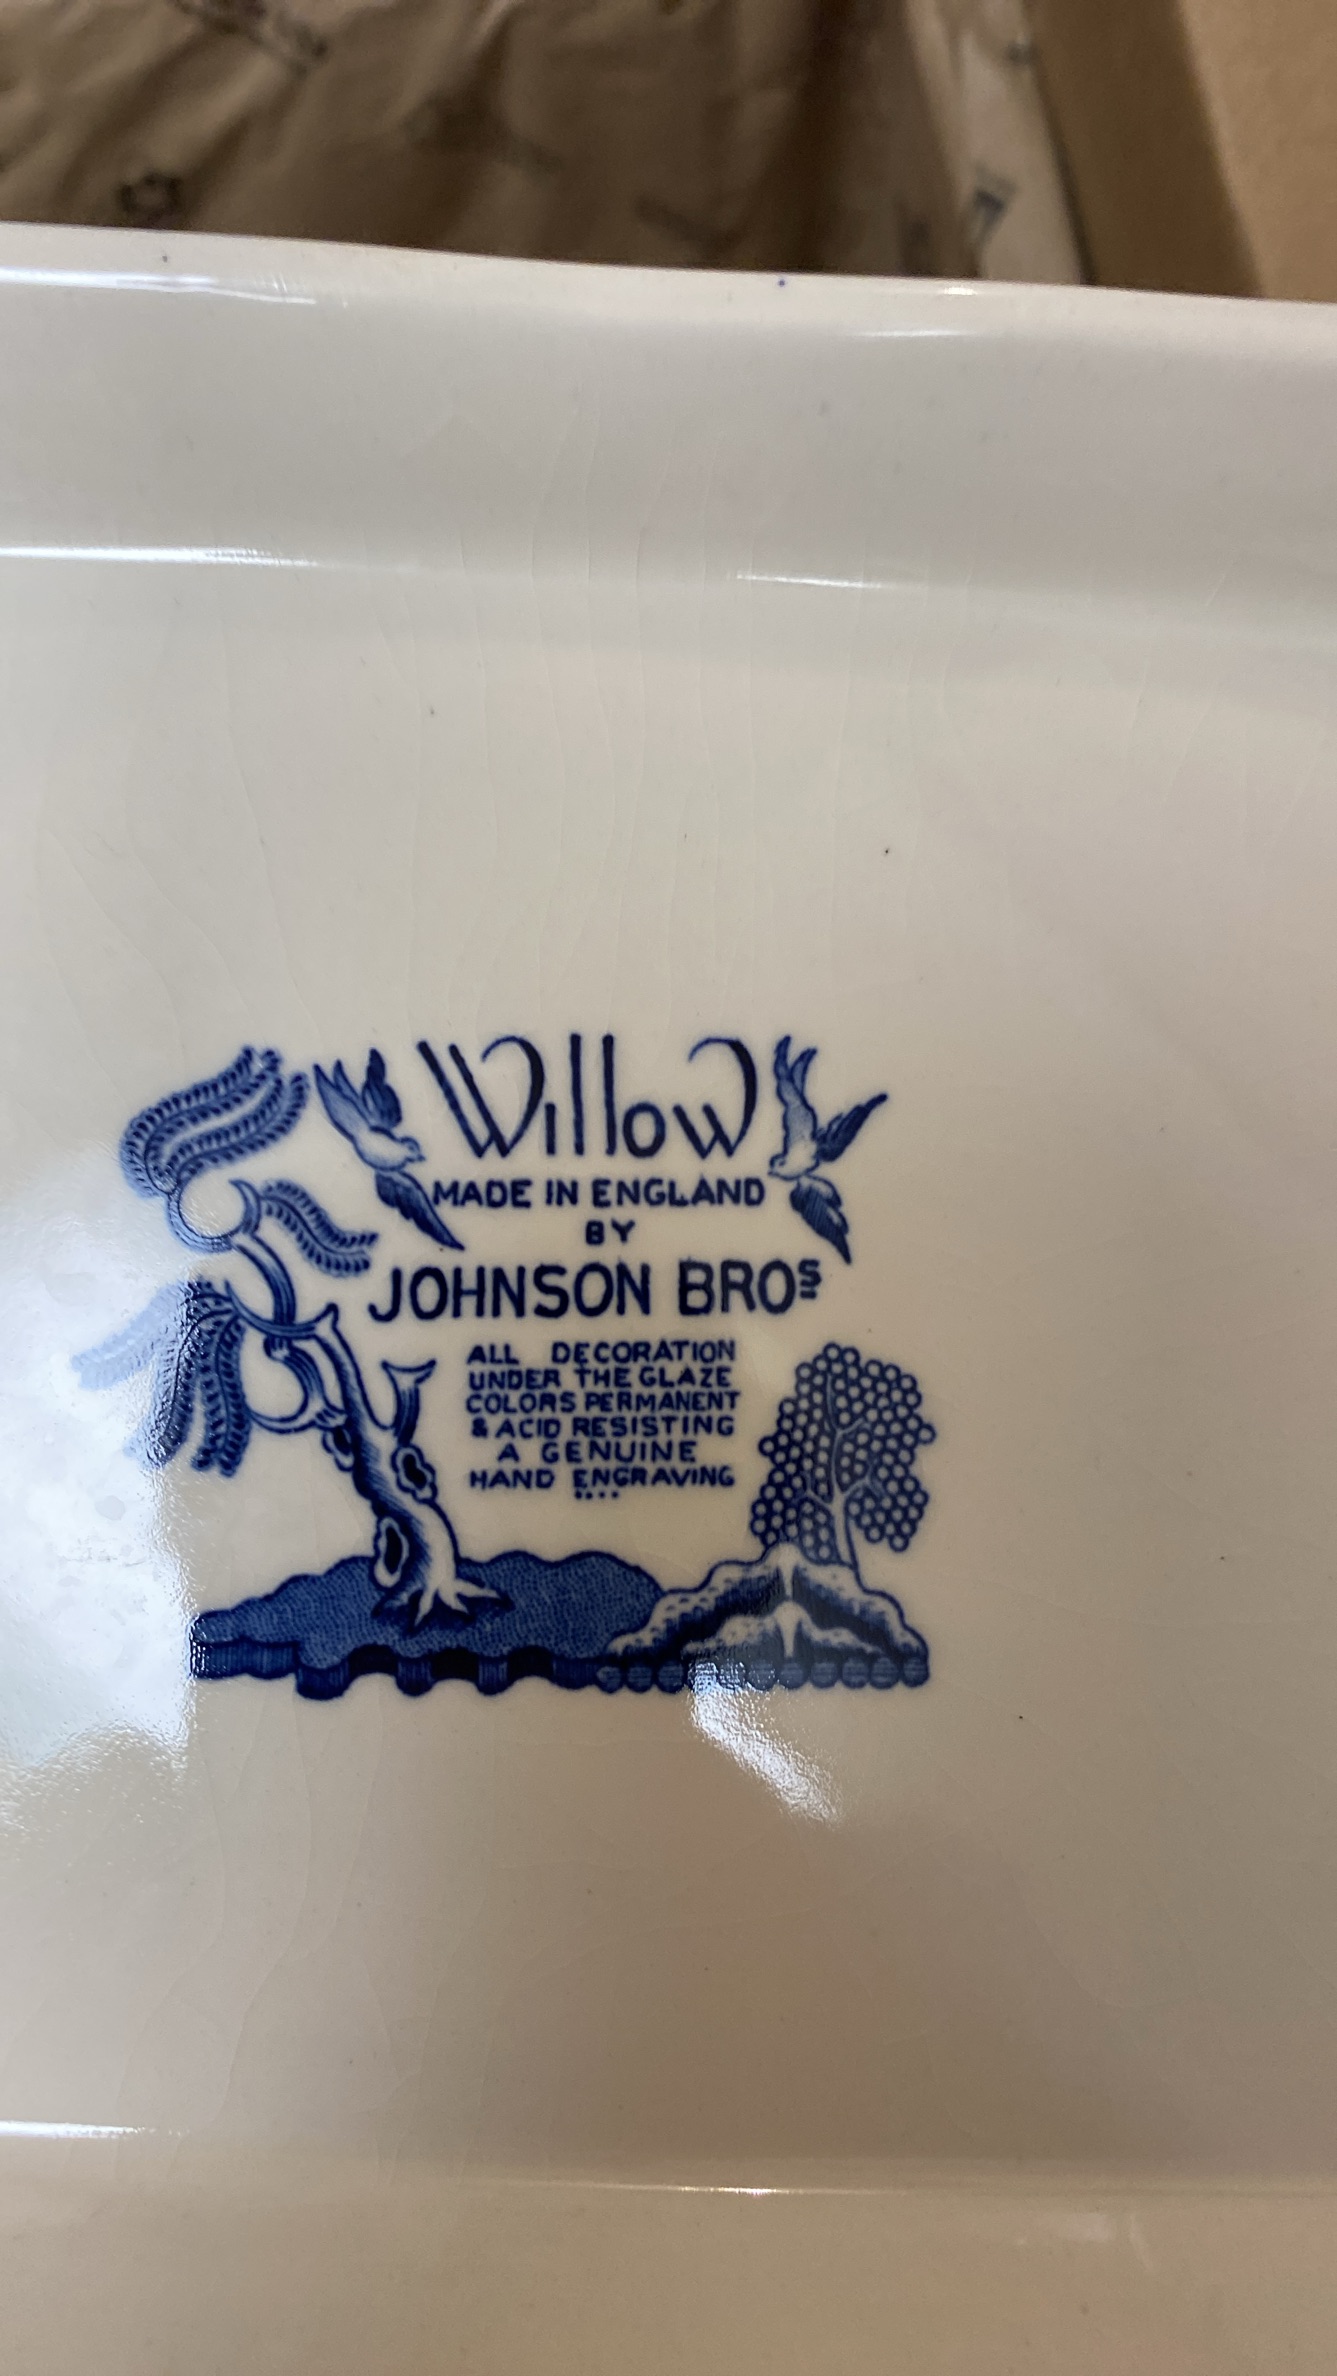 Willow
MADE IN ENGLAND
BY
JOHNSON BROS
ALL DECORATION
UNDER THE GLAZE
COLORS PERMANENT
& ACID RESISTING
A GENUINE
HAND ENGRAVING